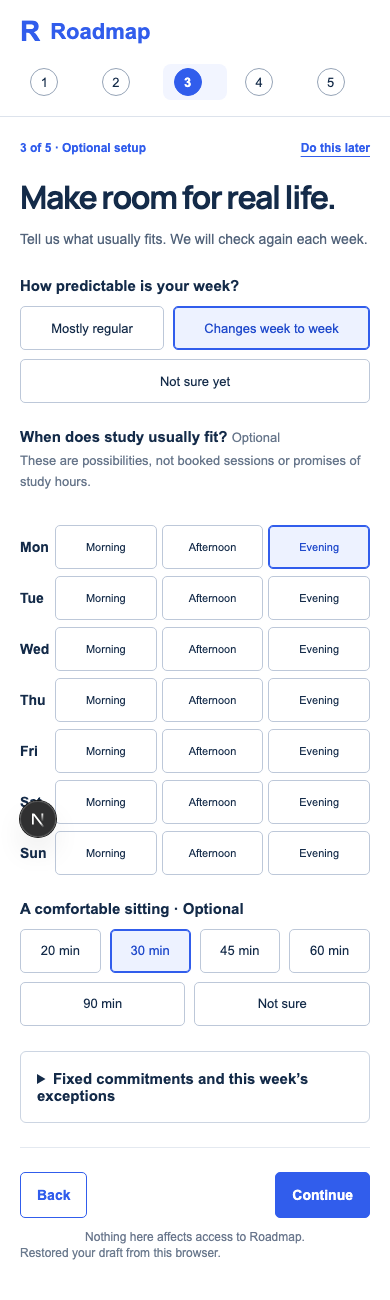 R Roadmap
1 2 3 4 5
3 of 5 · Optional setup Do this later
Make room for real life.
Tell us what usually fits. We will check again each week.
How predictable is your week?
Mostly regular Changes week to week
Not sure yet
When does study usually fit? Optional
These are possibilities, not booked sessions or promises of
study hours.
Mon Morning Afternoon Evening
Tue Morning Afternoon Evening
Wed Morning Afternoon Evening
Thu Morning Afternoon Evening
Fri Morning Afternoon Evening
Sat Morning Afternoon Evening
N
Sun Morning Afternoon Evening
A comfortable sitting · Optional
20 min 30 min 45 min 60 min
90 min Not sure
Fixed commitments and this week’s
exceptions
Back Continue
Nothing here affects access to Roadmap.
Restored your draft from this browser.